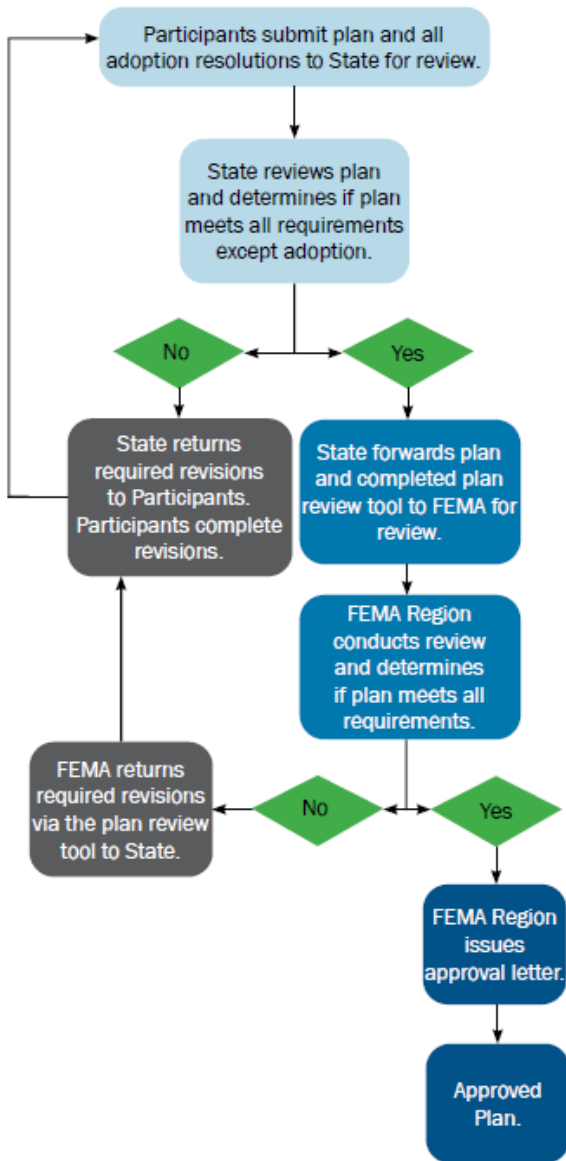 Participants submit plan and all
adoption resolutions to State for review.
State reviews plan
and determines if plan
meets all requirements
except adoption.
No
Yes
State returns
required revisions
to Participants.
Participants complete
revisions.
State forwards plan
and completed plan
review tool to FEMA for
review.
FEMA Region
conducts review
and determines
if plan meets all
requirements.
FEMA returns
required revisions
via the plan review
tool to State.
No
Yes
FEMA Region
issues
approval letter.
Approved
Plan.